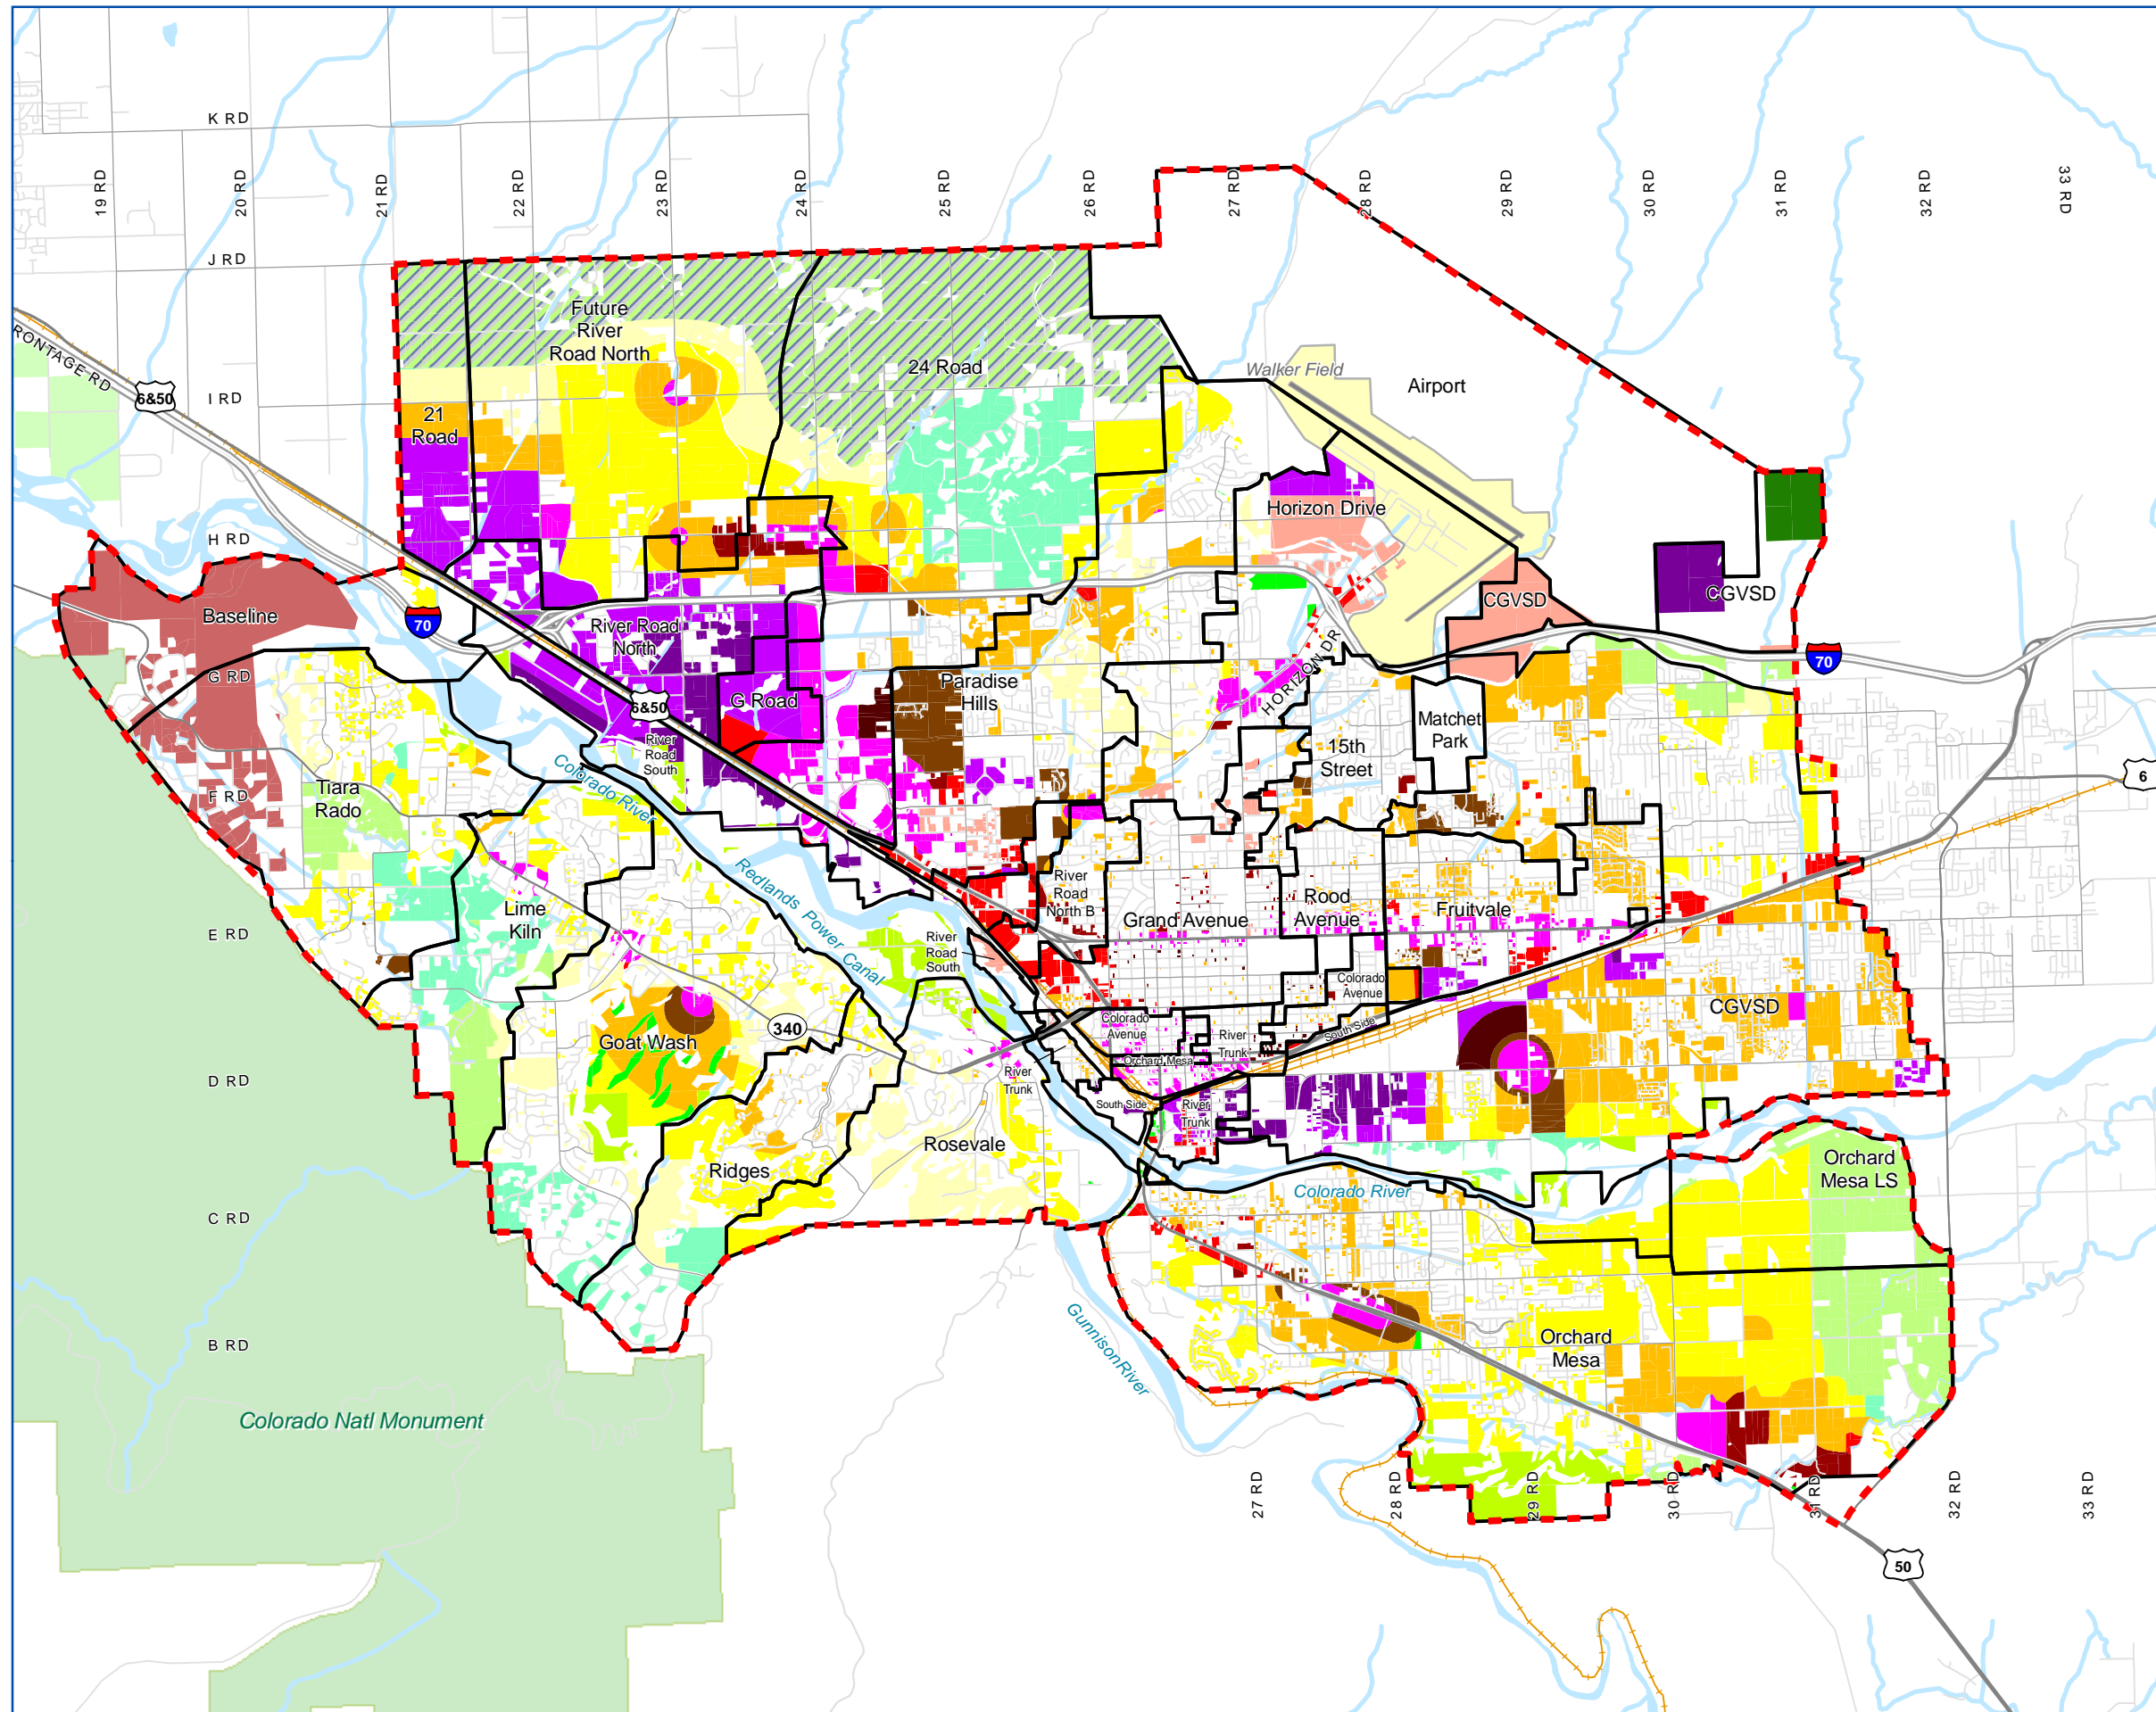 K RD
19 RD
20 RD
21 RD
22 RD
23 RD
24 RD
25 RD
26 RD
27 RD
28 RD
29 RD
30 RD
31 RD
32 RD
33 RD
J RD
Future
River
Road North
24 Road
Walker Field
Airport
RONTAGE RD
6&50
I RD
21
Road
Horizon Drive
H RD
CGVSD
CGVSD
Baseline
70
River Road
North
HORIZON DR
70
G RD
Paradise
Hills
6&50
G Road
Matchet
Park
River
Road
South
15th
Street
6
Colorado River
Tiara
Rado
F RD
Redlands Power Canal
River
Road
North B
Lime
Kiln
Grand Avenue
Rood
Avenue
Fruitvale
E RD
River
Road
South
Colorado
Avenue
CGVSD
Goat Wash
340
Colorado
Avenue
River
Trunk
South Side
Orchard Mesa
D RD
River
Trunk
South Side
River
Trunk
Rosevale
Ridges
Orchard
Mesa LS
Colorado River
C RD
Gunnison River
B RD
Orchard
Mesa
Colorado Natl Monument
27 RD
28 RD
29 RD
30 RD
31 RD
32 RD
33 RD
50